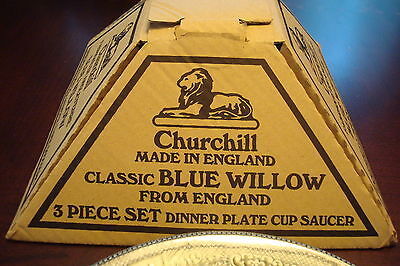 Churchill
MADE IN ENGLAND
CLASSIC BLUE WILLOW
FROM ENGLAND
3 PIECE SET DINNER PLATE CUP SAUCER